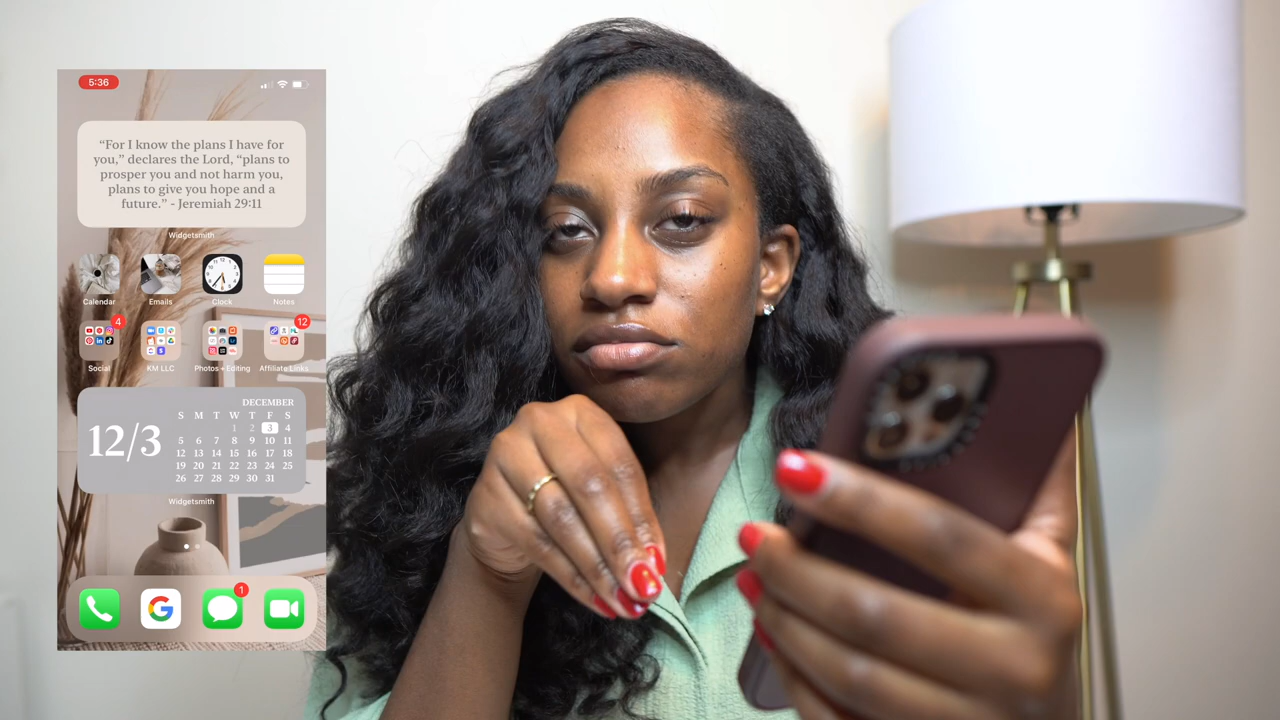 5:36
“For I know the plans I have for
you,” declares the Lord, “plans to
prosper you and not harm you,
plans to give you hope and a
future.” - Jeremiah 29:11
Widgetsmith
Calendar Emails Clock Notes
4 12
Social KM LLC Photos + Editing Affiliate Links
DECEMBER
12/3
S M T W T F S
1 2 3 4
5 6 7 8 9 10 11
12 13 14 15 16 17 18
19 20 21 22 23 24 25
26 27 28 29 30 31
Widgetsmith
1